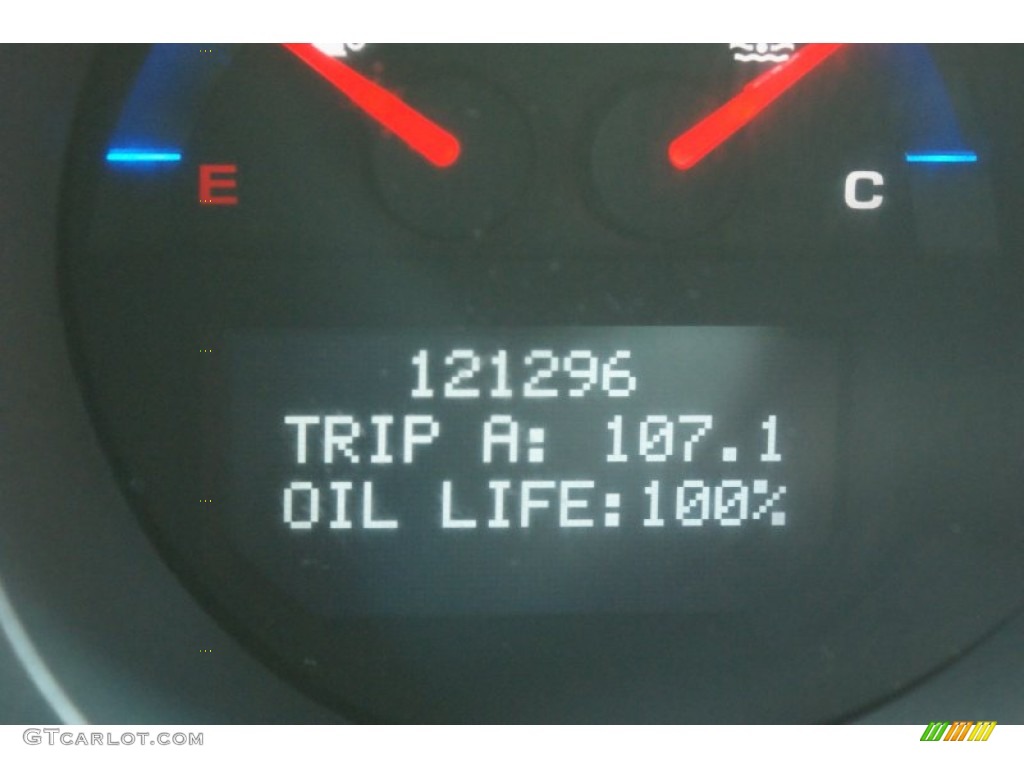 E
C
121296
TRIP A: 107.1
OIL LIFE:100%
GTCARLOT.COM